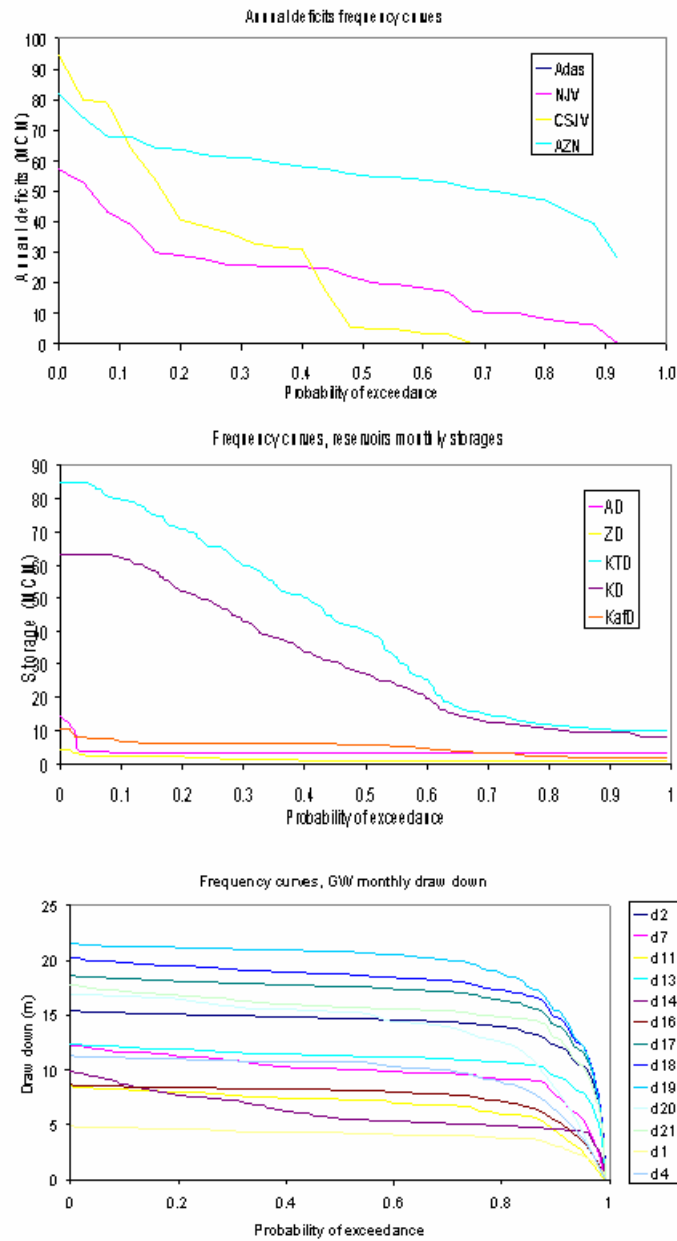 Annual deficits frequency curves
Annual deficits (MCM)
100
90
80
70
60
50
40
30
20
10
0
0.0 0.1 0.2 0.3 0.4 0.5 0.6 0.7 0.8 0.9 1.0
Probability of exceedance
Adas
NJV
CSJV
AZN
Frequency curves, reservoirs monthly storages
Storage (MCM)
90
80
70
60
50
40
30
20
10
0
0 0.1 0.2 0.3 0.4 0.5 0.6 0.7 0.8 0.9 1
Probability of exceedance
AD
ZD
KTD
KD
KafD
Frequency curves, GW monthly draw down
Draw down (m)
25
20
15
10
5
0
0 0.2 0.4 0.6 0.8 1
Probability of exceedance
d2
d7
d11
d13
d14
d16
d17
d18
d19
d20
d21
d1
d4